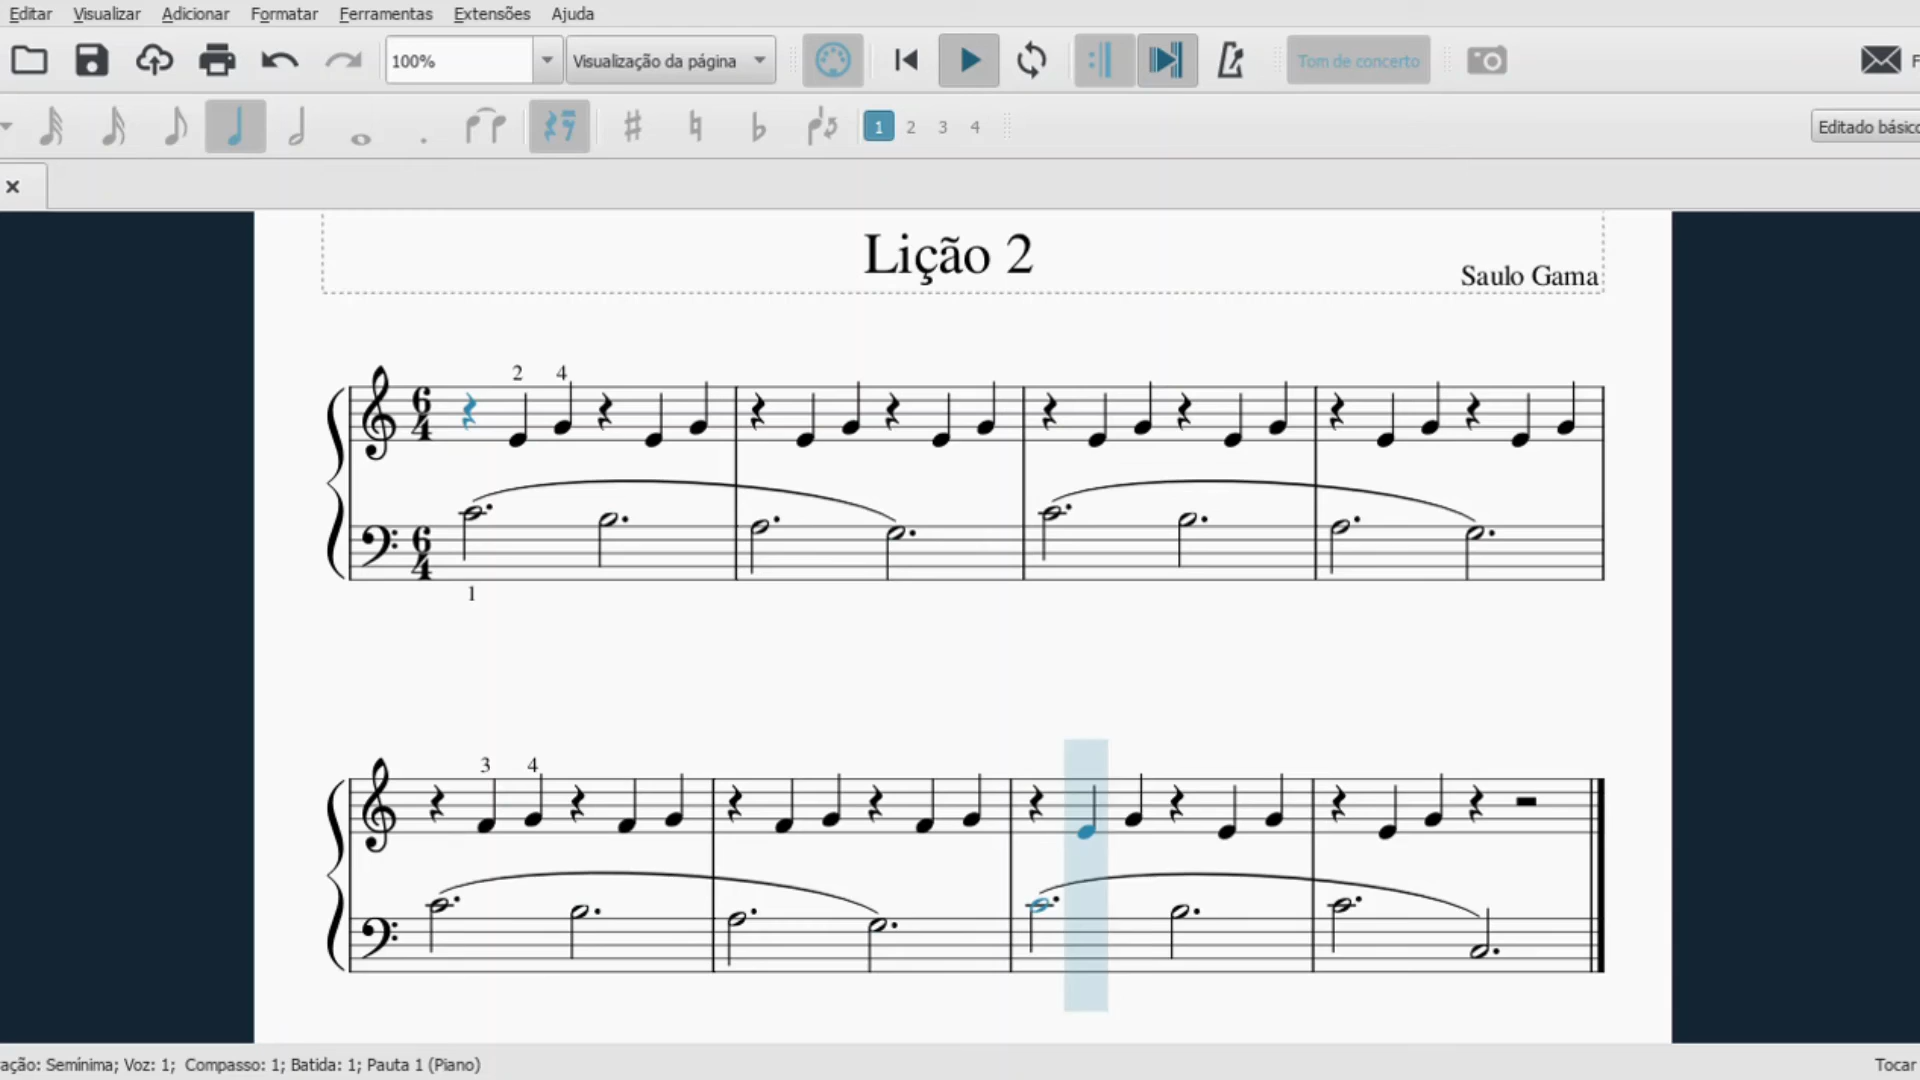 Editar Visualizar Adicionar Formatar Ferramentas Extensões Ajuda
100% Visualização da página Tom de concerto F
1 2 3 4 Editado básico
Lição 2
Saulo Gama
2 4
6
4
6
4
1
3 4
ação: Semínima; Voz: 1; Compasso: 1; Batida: 1; Pauta 1 (Piano) Tocar